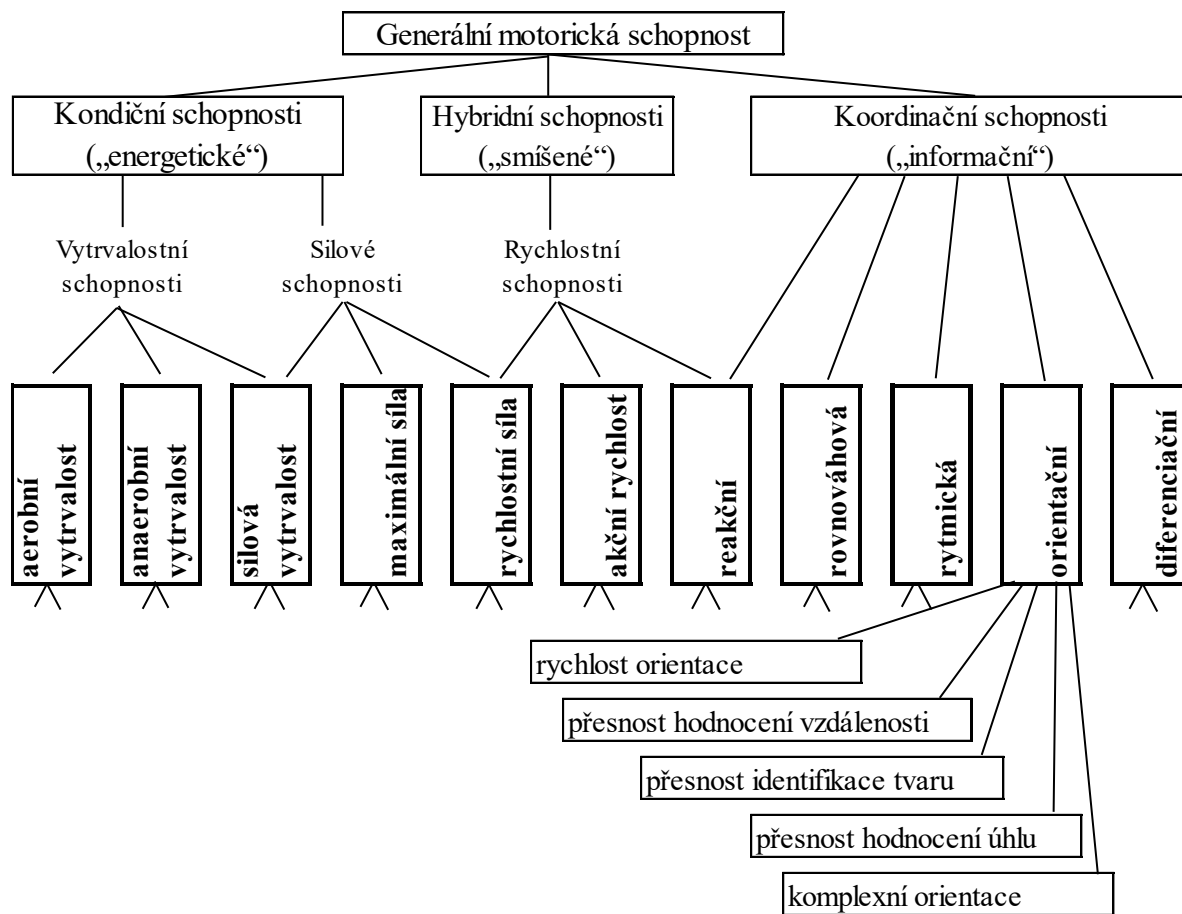 Generální motorická schopnost
Kondiční schopnosti
(„energetické“)
Hybridní schopnosti
(„smíšené“)
Koordinační schopnosti
(„informační“)
Vytrvalostní
schopnosti
Silové
schopnosti
Rychlostní
schopnosti
aerobní
vytrvalost
anaerobní
vytrvalost
silová
vytrvalost
maximální síla
rychlostní síla
akční rychlost
reakční
rovnováhová
rytmická
orientační
diferenciační
rychlost orientace
přesnost hodnocení vzdálenosti
přesnost identifikace tvaru
přesnost hodnocení úhlu
komplexní orientace